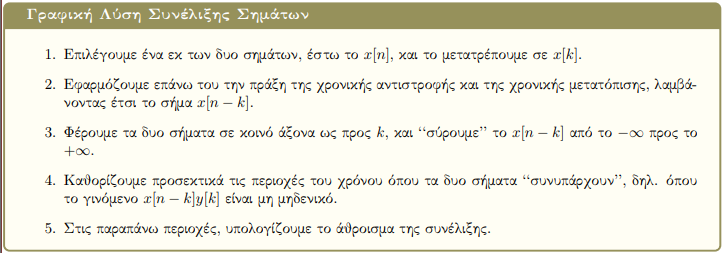 Γραφική Λύση Συνέλιξης Σημάτων
1. Επιλέγουμε ένα εκ των δυο σημάτων, έστω το x[n], και το μετατρέπουμε σε x[k].
2. Εφαρμόζουμε επάνω του την πράξη της χρονικής αντιστροφής και της χρονικής μετατόπισης, λαμβά-
νοντας έτσι το σήμα x[n − k].
3. Φέρουμε τα δυο σήματα σε κοινό άξονα ως προς k, και “σύρουμε” το x[n − k] από το −∞ προς το
+∞.
4. Καθορίζουμε προσεκτικά τις περιοχές του χρόνου όπου τα δυο σήματα “συνυπάρχουν”, δηλ. όπου
το γινόμενο x[n − k]y[k] είναι μη μηδενικό.
5. Στις παραπάνω περιοχές, υπολογίζουμε το άθροισμα της συνέλιξης.